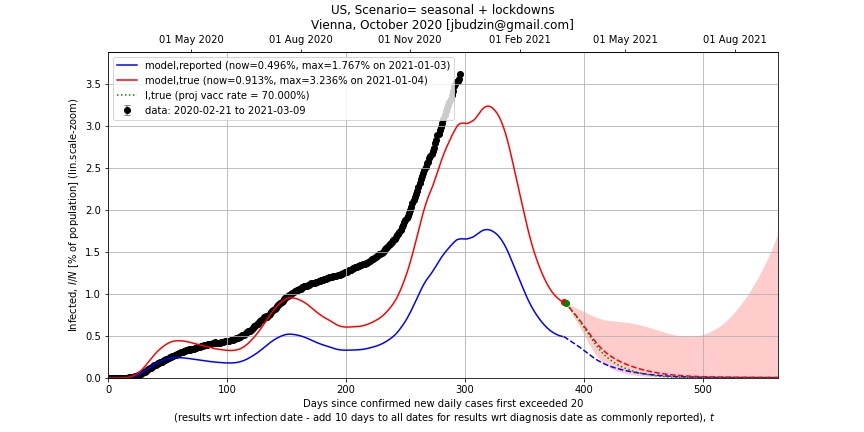 US, Scenario= seasonal + lockdowns
Vienna, October 2020 [jbudzin@gmail.com]
01 May 2020 01 Aug 2020 01 Nov 2020 01 Feb 2021 01 May 2021 01 Aug 2021
model,reported (now=0.496%, max=1.767% on 2021-01-03)
model,true (now=0.913%, max=3.236% on 2021-01-04)
I,true (proj vacc rate = 70.000%)
data: 2020-02-21 to 2021-03-09
Infected, I/N [% of population] (lin.scale-zoom)
3.5
3.0
2.5
2.0
1.5
1.0
0.5
0.0
0 100 200 300 400 500
Days since confirmed new daily cases first exceeded 20
(results wrt infection date - add 10 days to all dates for results wrt diagnosis date as commonly reported), t